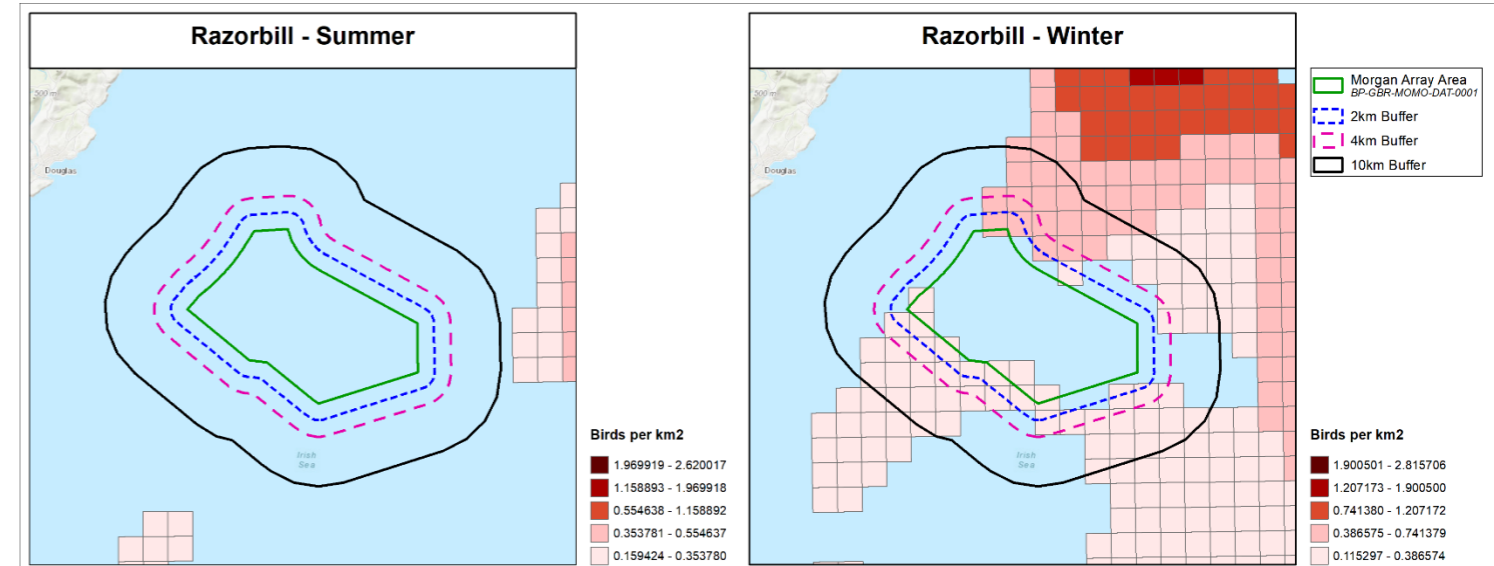 Razorbill - Summer
500 m
Douglas
Irish
Sea
Birds per km2
1.969919 - 2.620017
1.158893 - 1.969918
0.554638 - 1.158892
0.353781 - 0.554637
0.159424 - 0.353780
Razorbill - Winter
500 m
Douglas
Irish
Sea
Morgan Array Area
BP-GBR-MOMO-DAT-0001
2km Buffer
4km Buffer
10km Buffer
Birds per km2
1.900501 - 2.815706
1.207173 - 1.900500
0.741380 - 1.207172
0.386575 - 0.741379
0.115297 - 0.386574